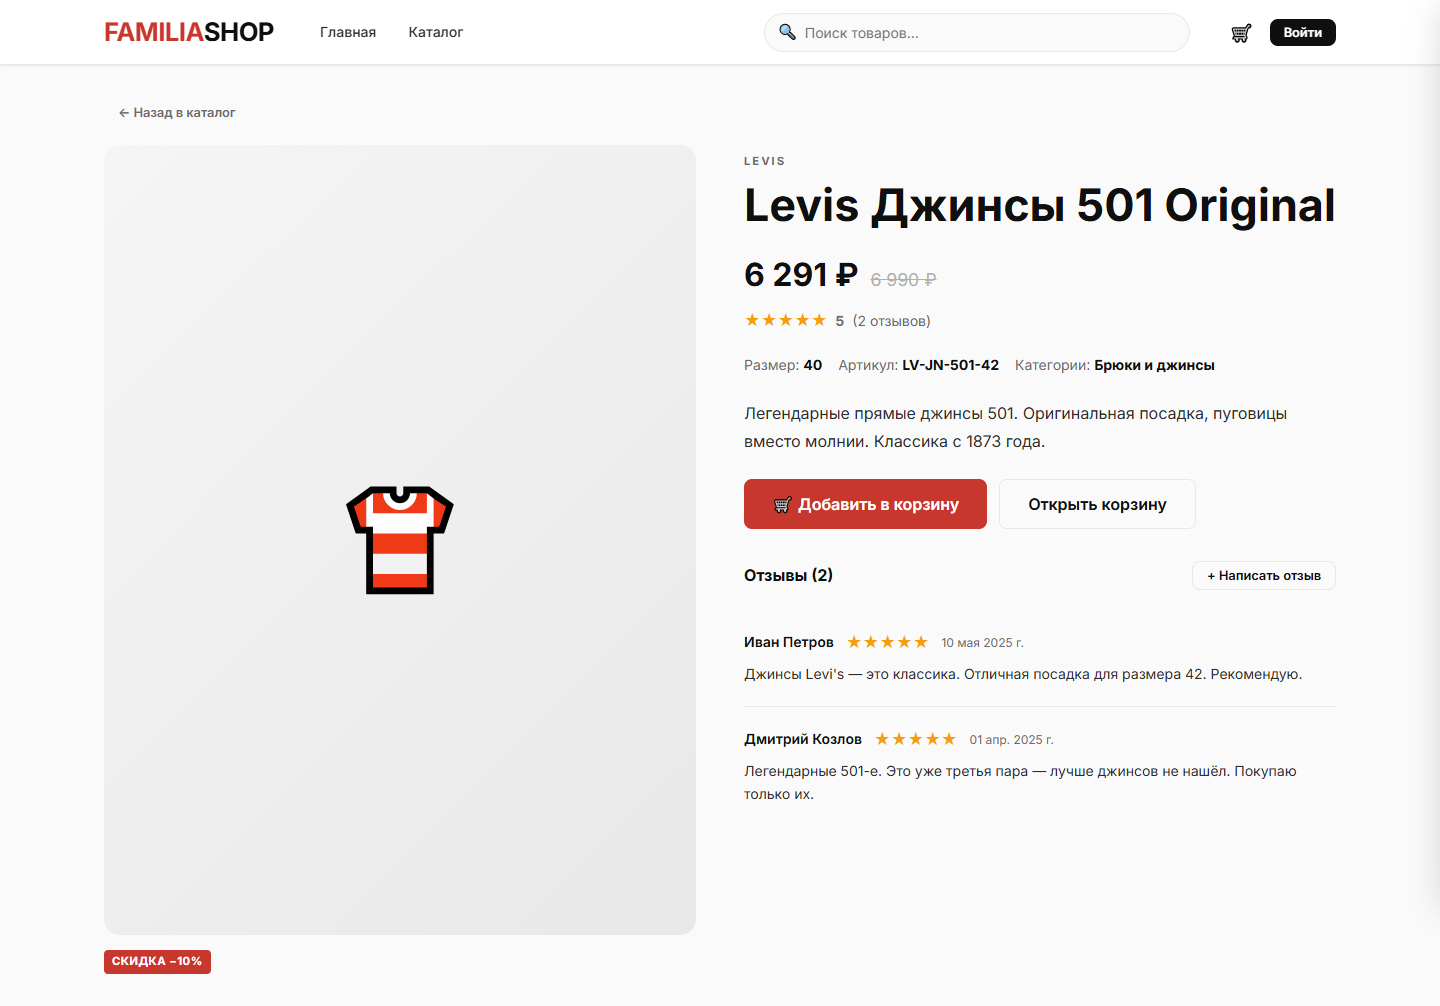 FAMILIASHOP
Главная
Каталог
Поиск товаров...
Войти
← Назад в каталог
LEVIS
Levis Джинсы 501 Original
6 291 ₽ 6 990 ₽
★★★★★ 5 (2 отзывов)
Размер: 40 Артикул: LV-JN-501-42 Категории: Брюки и джинсы
Легендарные прямые джинсы 501. Оригинальная посадка, пуговицы
вместо молнии. Классика с 1873 года.
Добавить в корзину
Открыть корзину
Отзывы (2)
+ Написать отзыв
Иван Петров ★★★★★ 10 мая 2025 г.
Джинсы Levi's — это классика. Отличная посадка для размера 42. Рекомендую.
Дмитрий Козлов ★★★★★ 01 апр. 2025 г.
Легендарные 501-е. Это уже третья пара — лучше джинсов не нашёл. Покупаю
только их.
СКИДКА −10%